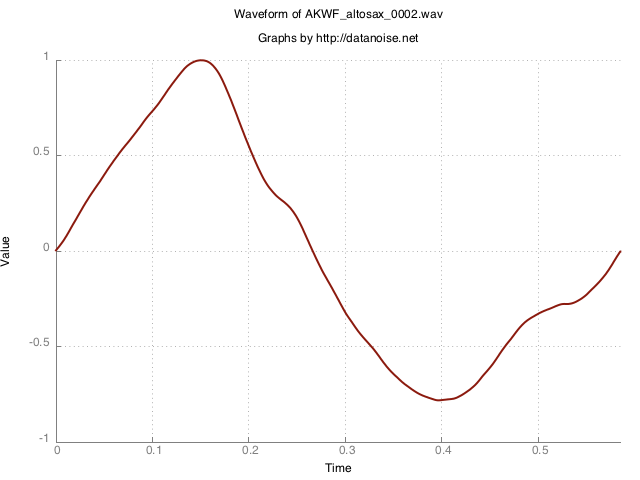 Waveform of AKWF_altosax_0002.wav
Graphs by http://datanoise.net
1
0.5
0
-0.5
-1
Value
0 0.1 0.2 0.3 0.4 0.5
Time